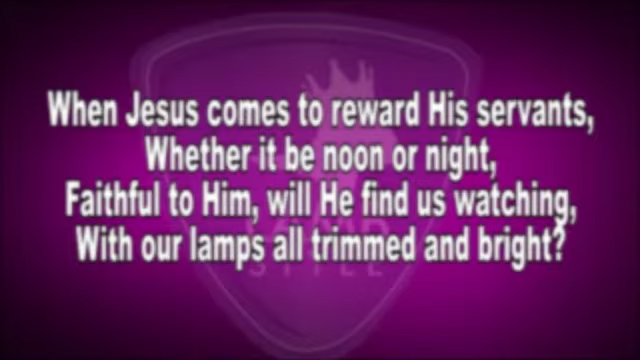 When Jesus comes to reward His servants,
Whether it be noon or night,
Faithful to Him, will He find us watching,
With our lamps all trimmed and bright?
STYLE